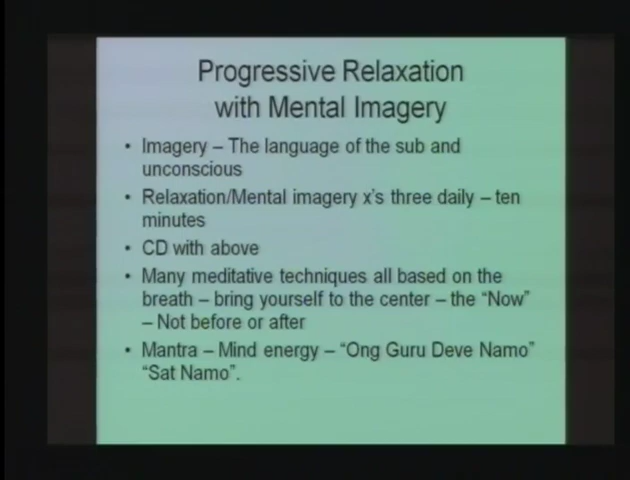 Progressive Relaxation
with Mental Imagery
• Imagery – The language of the sub and
unconscious
• Relaxation/Mental imagery x's three daily – ten
minutes
• CD with above
• Many meditative techniques all based on the
breath – bring yourself to the center – the “Now”
– Not before or after
• Mantra – Mind energy – “Ong Guru Deve Namo”
“Sat Namo”.